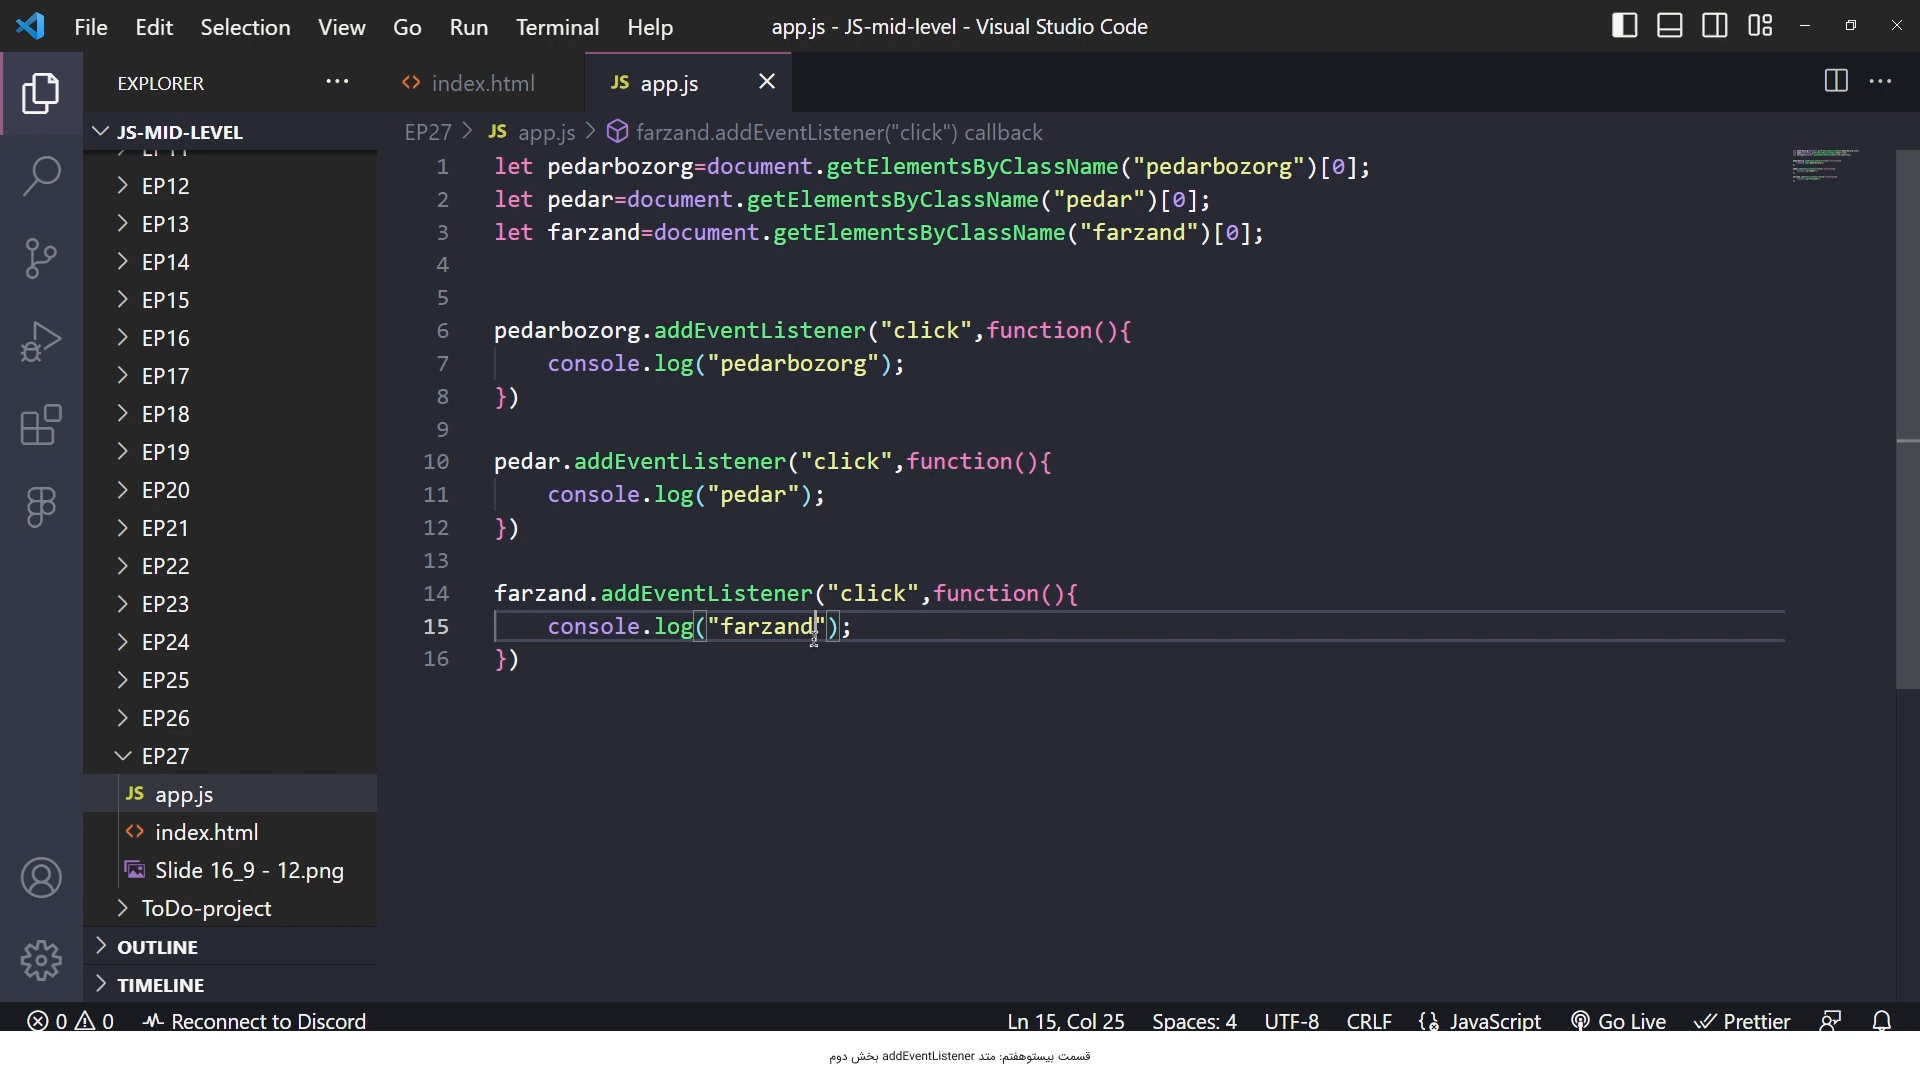 File Edit Selection View Go Run Terminal Help app.js - JS-mid-level - Visual Studio Code
EXPLORER
index.html
JS app.js
JS-MID-LEVEL
EP12
EP13
EP14
EP15
EP16
EP17
EP18
EP19
EP20
EP21
EP22
EP23
EP24
EP25
EP26
EP27
JS app.js
index.html
Slide 16_9 - 12.png
ToDo-project
OUTLINE
TIMELINE
EP27 > JS app.js > farzand.addEventListener("click") callback
1 let pedarbozorg=document.getElementsByClassName("pedarbozorg")[0];
2 let pedar=document.getElementsByClassName("pedar")[0];
3 let farzand=document.getElementsByClassName("farzand")[0];
4
5
6 pedarbozorg.addEventListener("click",function(){
7     console.log("pedarbozorg");
8 })
9
10 pedar.addEventListener("click",function(){
11     console.log("pedar");
12 })
13
14 farzand.addEventListener("click",function(){
15     console.log("farzand");
16 })
0 0 Reconnect to Discord Ln 15, Col 25 Spaces: 4 UTF-8 CRLF JavaScript Go Live Prettier
قسمت بیستوهفتم: متد addEventListener بخش دوم